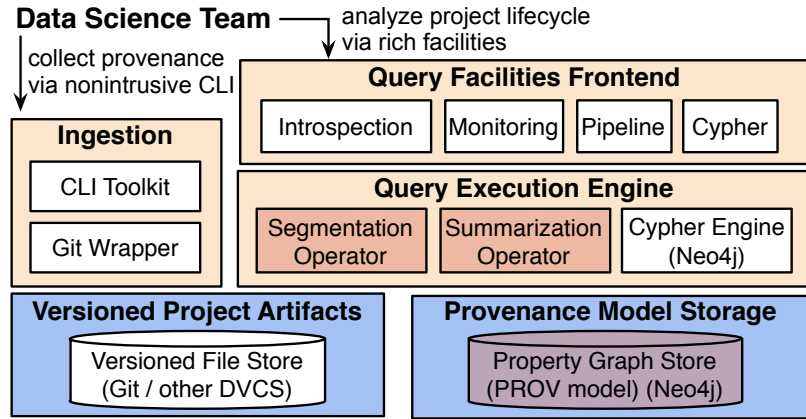 Data Science Team
analyze project lifecycle
via rich facilities
collect provenance
via nonintrusive CLI
Query Facilities Frontend
Introspection
Monitoring
Pipeline
Cypher
Ingestion
CLI Toolkit
Git Wrapper
Query Execution Engine
Segmentation
Operator
Summarization
Operator
Cypher Engine
(Neo4j)
Versioned Project Artifacts
Versioned File Store
(Git / other DVCS)
Provenance Model Storage
Property Graph Store
(PROV model) (Neo4j)